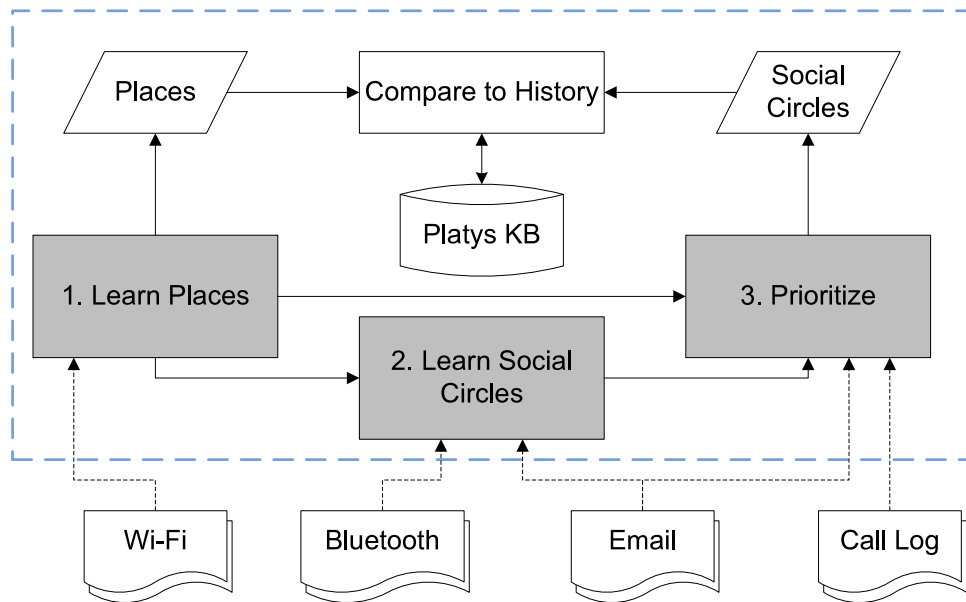 Places
Compare to History
Social
Circles
Platys KB
1. Learn Places
3. Prioritize
2. Learn Social
Circles
Wi-Fi
Bluetooth
Email
Call Log